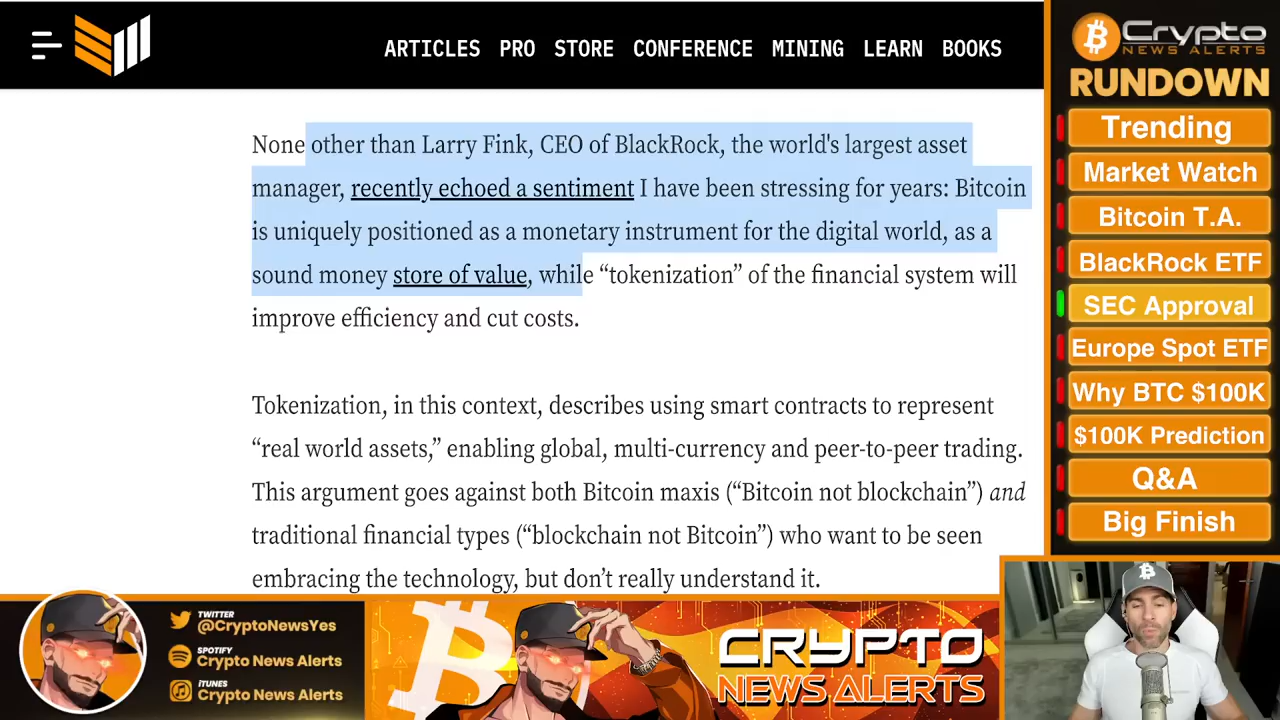 ARTICLES PRO STORE CONFERENCE MINING LEARN BOOKS
None other than Larry Fink, CEO of BlackRock, the world's largest asset
manager, recently echoed a sentiment I have been stressing for years: Bitcoin
is uniquely positioned as a monetary instrument for the digital world, as a
sound money store of value, while “tokenization” of the financial system will
improve efficiency and cut costs.
Tokenization, in this context, describes using smart contracts to represent
“real world assets,” enabling global, multi-currency and peer-to-peer trading.
This argument goes against both Bitcoin maxis (“Bitcoin not blockchain”) and
traditional financial types (“blockchain not Bitcoin”) who want to be seen
embracing the technology, but don’t really understand it.
Crypto
NEWS ALERTS
RUNDOWN
Trending
Market Watch
Bitcoin T.A.
BlackRock ETF
SEC Approval
Europe Spot ETF
Why BTC $100K
$100K Prediction
Q&A
Big Finish
TWITTER
@CryptoNewsYes
SPOTIFY
Crypto News Alerts
iTUNES
Crypto News Alerts
CRYPTO
NEWS ALERTS